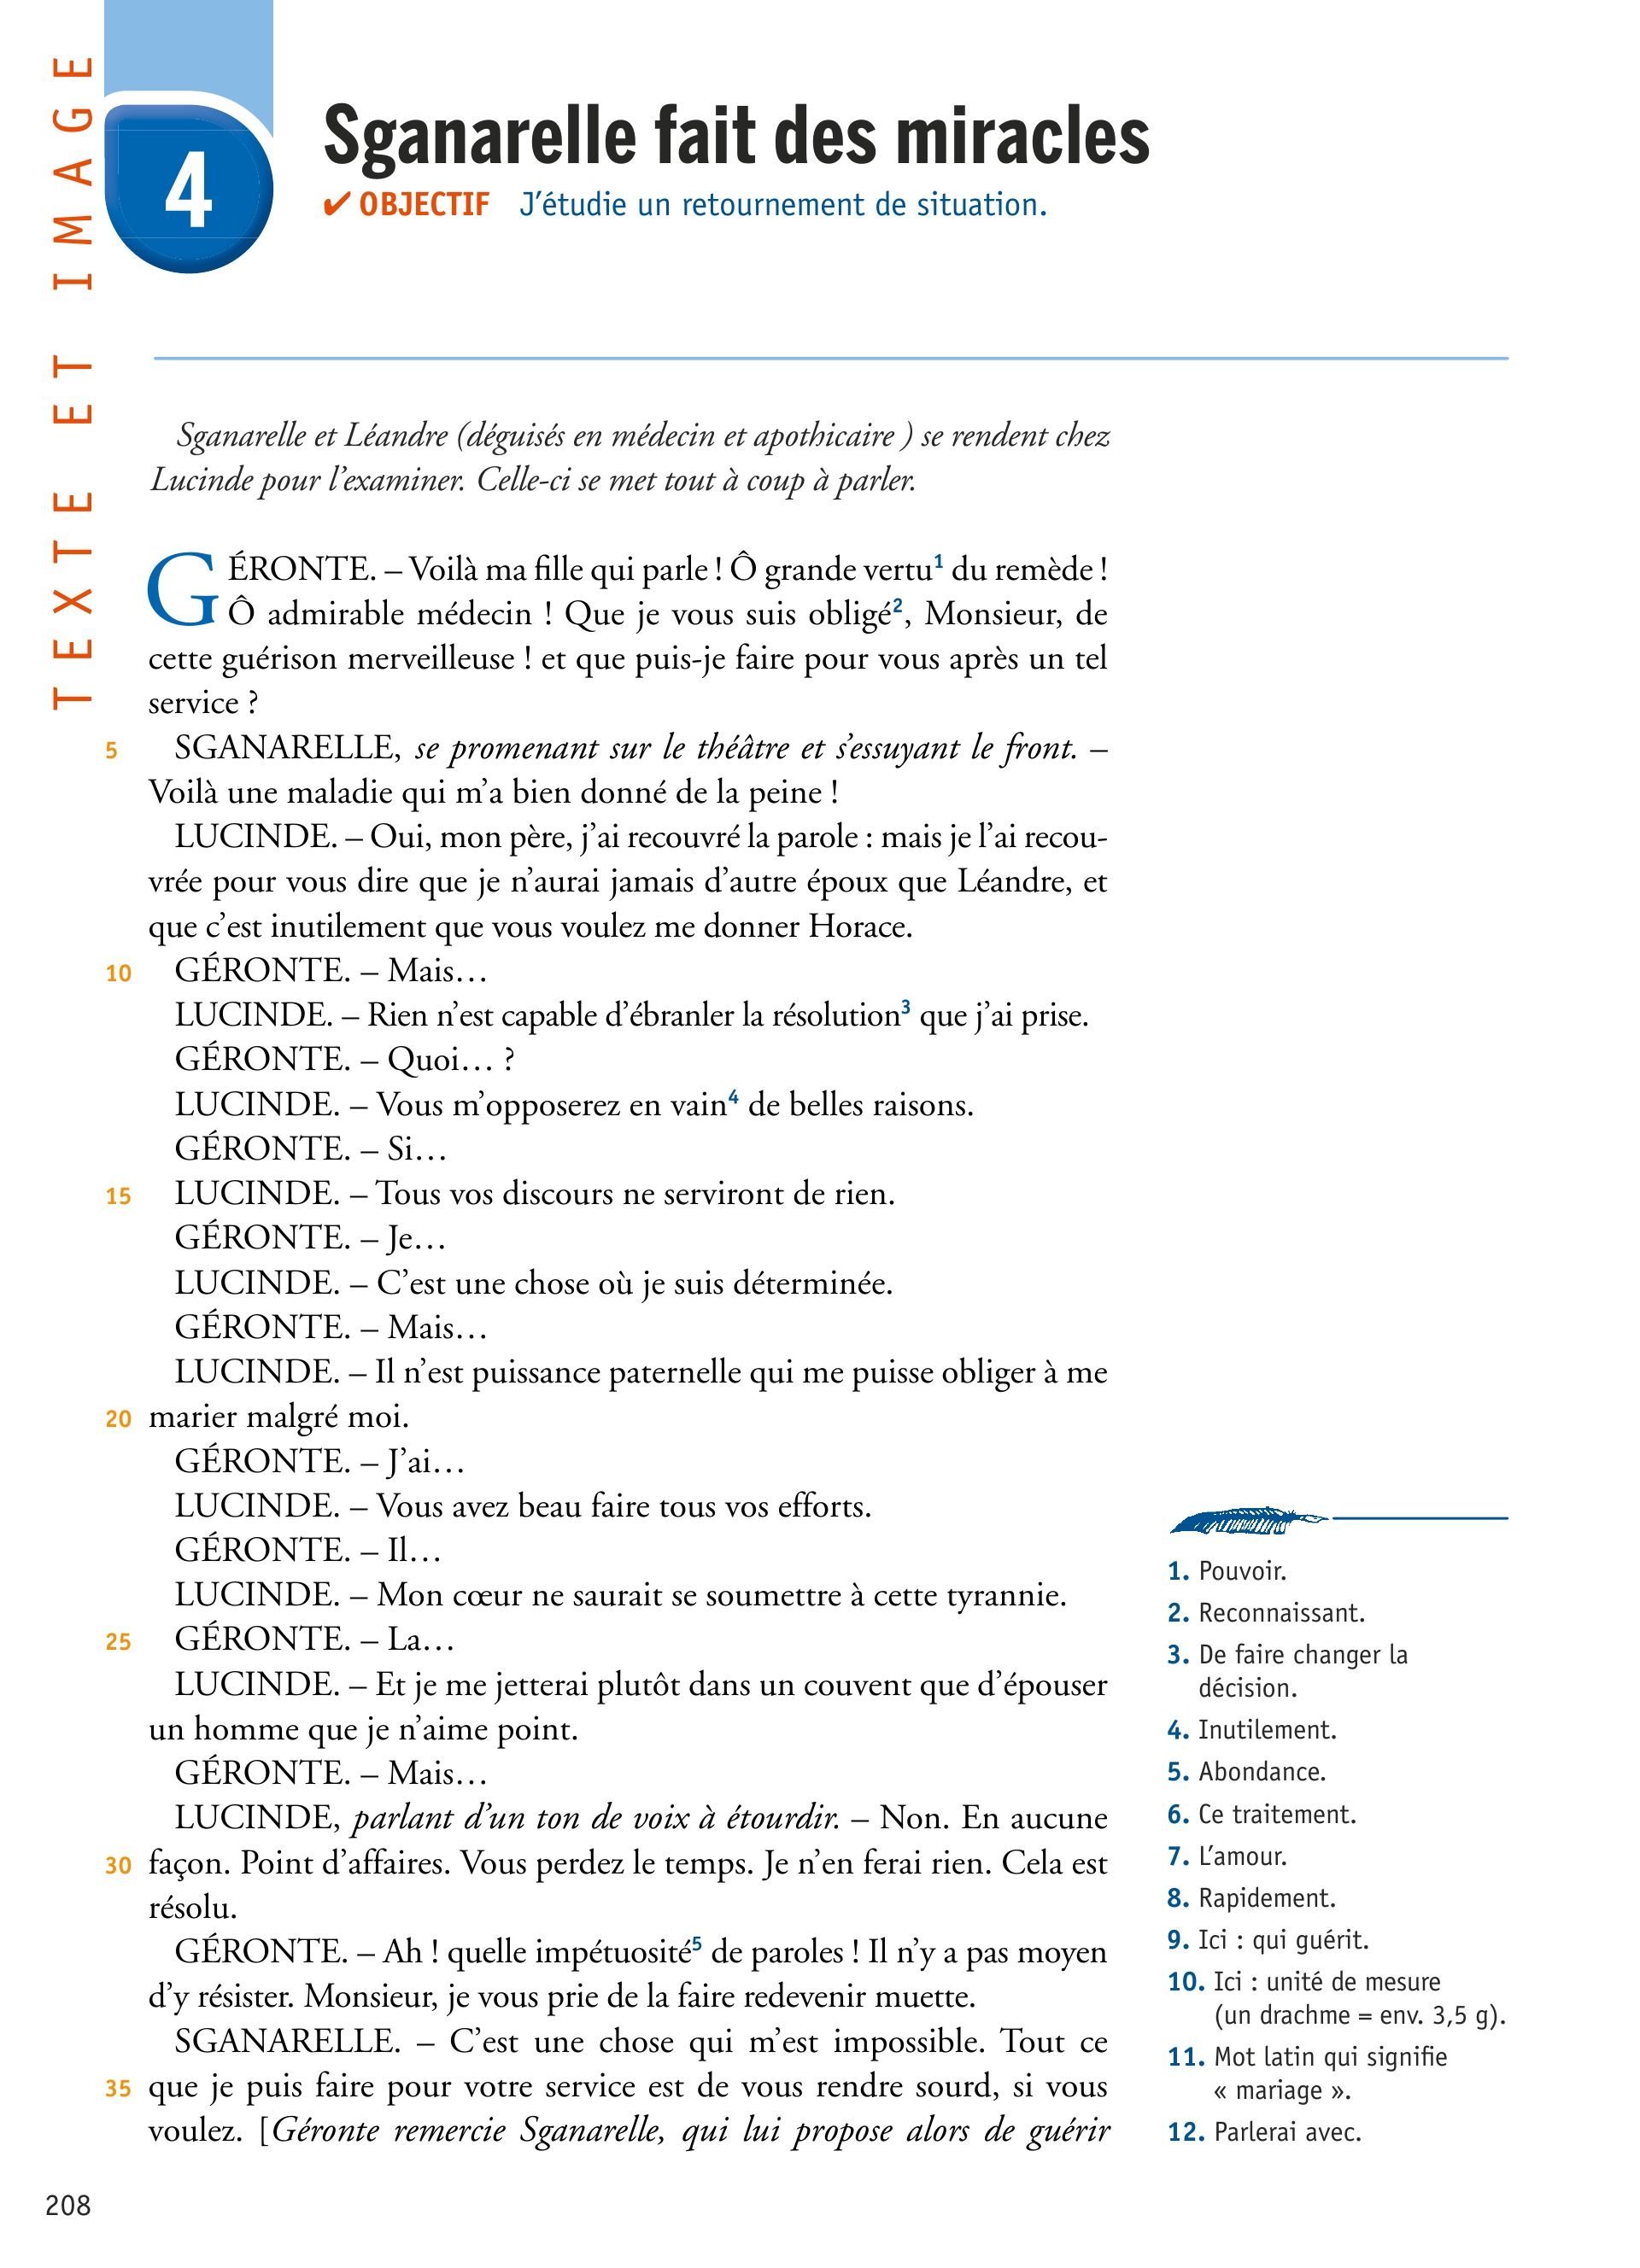 TEXTE ET IMAGE
4
Sganarelle fait des miracles
✔ OBJECTIF J’étudie un retournement de situation.
Sganarelle et Léandre (déguisés en médecin et apothicaire ) se rendent chez
Lucinde pour l’examiner. Celle-ci se met tout à coup à parler.
GÉRONTE. – Voilà ma fille qui parle ! Ô grande vertu1 du remède !
Ô admirable médecin ! Que je vous suis obligé2, Monsieur, de
cette guérison merveilleuse ! et que puis-je faire pour vous après un tel
service ?
5 SGANARELLE, se promenant sur le théâtre et s’essuyant le front. –
Voilà une maladie qui m’a bien donné de la peine !
LUCINDE. – Oui, mon père, j’ai recouvré la parole : mais je l’ai recou-
vrée pour vous dire que je n’aurai jamais d’autre époux que Léandre, et
que c’est inutilement que vous voulez me donner Horace.
10 GÉRONTE. – Mais…
LUCINDE. – Rien n’est capable d’ébranler la résolution3 que j’ai prise.
GÉRONTE. – Quoi… ?
LUCINDE. – Vous m’opposerez en vain4 de belles raisons.
GÉRONTE. – Si…
15 LUCINDE. – Tous vos discours ne serviront de rien.
GÉRONTE. – Je…
LUCINDE. – C’est une chose où je suis déterminée.
GÉRONTE. – Mais…
LUCINDE. – Il n’est puissance paternelle qui me puisse obliger à me
20 marier malgré moi.
GÉRONTE. – J’ai…
LUCINDE. – Vous avez beau faire tous vos efforts.
GÉRONTE. – Il…
LUCINDE. – Mon cœur ne saurait se soumettre à cette tyrannie.
25 GÉRONTE. – La…
LUCINDE. – Et je me jetterai plutôt dans un couvent que d’épouser
un homme que je n’aime point.
GÉRONTE. – Mais…
LUCINDE, parlant d’un ton de voix à étourdir. – Non. En aucune
30 façon. Point d’affaires. Vous perdez le temps. Je n’en ferai rien. Cela est
résolu.
GÉRONTE. – Ah ! quelle impétuosité5 de paroles ! Il n’y a pas moyen
d’y résister. Monsieur, je vous prie de la faire redevenir muette.
SGANARELLE. – C’est une chose qui m’est impossible. Tout ce
35 que je puis faire pour votre service est de vous rendre sourd, si vous
voulez. [Géronte remercie Sganarelle, qui lui propose alors de guérir
1. Pouvoir.
2. Reconnaissant.
3. De faire changer la
décision.
4. Inutilement.
5. Abondance.
6. Ce traitement.
7. L’amour.
8. Rapidement.
9. Ici : qui guérit.
10. Ici : unité de mesure
(un drachme = env. 3,5 g).
11. Mot latin qui signifie
« mariage ».
12. Parlerai avec.
208